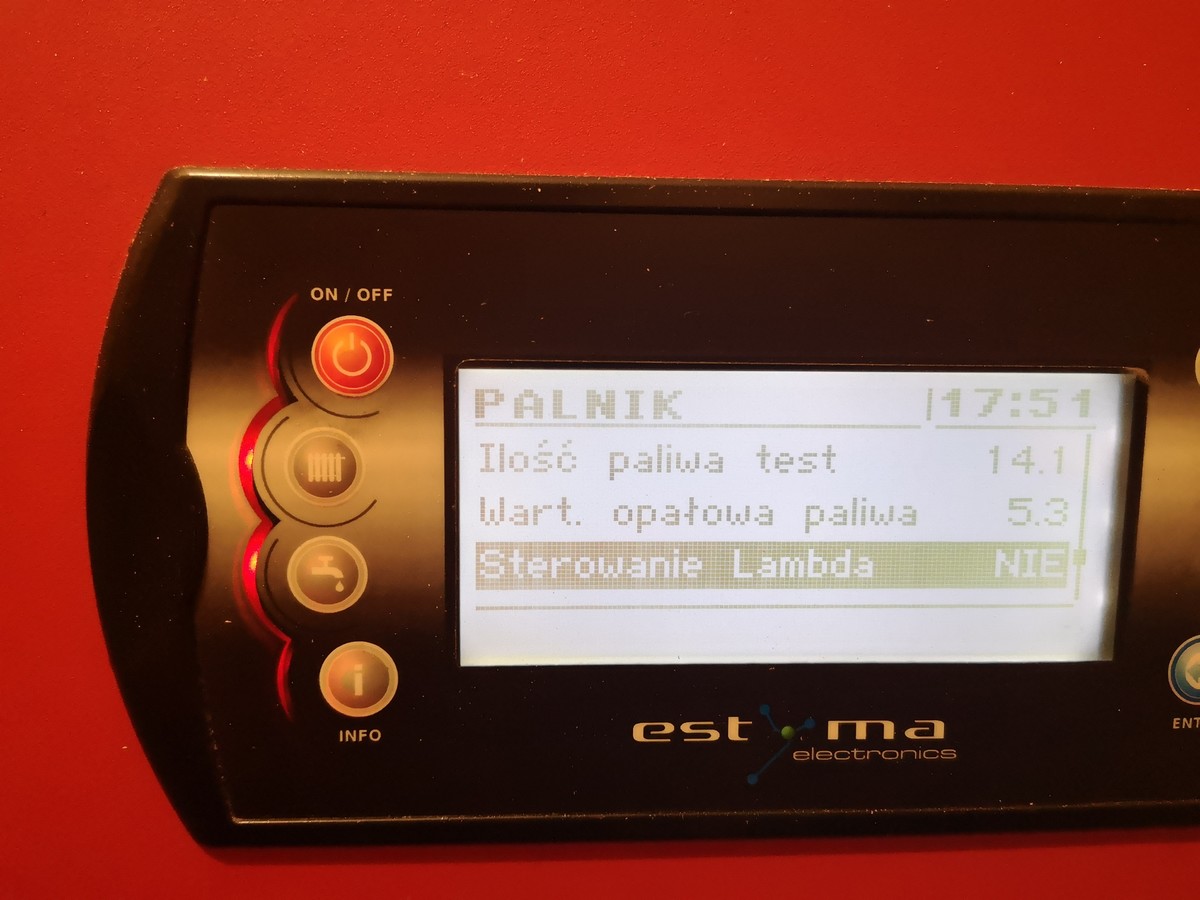 ON / OFF
PALNIK 17:51
Ilość paliwa test 14.1
Wart. opałowa paliwa 5.3
Sterowanie Lambda NIE
INFO
estyma
electronics